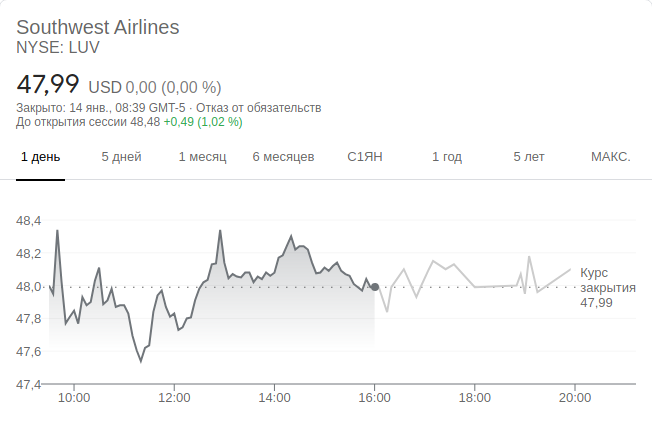 Southwest Airlines
NYSE: LUV
47,99 USD 0,00 (0,00 %)
Закрыто: 14 янв., 08:39 GMT-5 · Отказ от обязательств
До открытия сессии 48,48 +0,49 (1,02 %)
1 день 5 дней 1 месяц 6 месяцев С1ЯН 1 год 5 лет МАКС.
48,4
48,2
48,0
47,8
47,6
47,4
Курс
закрытия
47,99
10:00 12:00 14:00 16:00 18:00 20:00